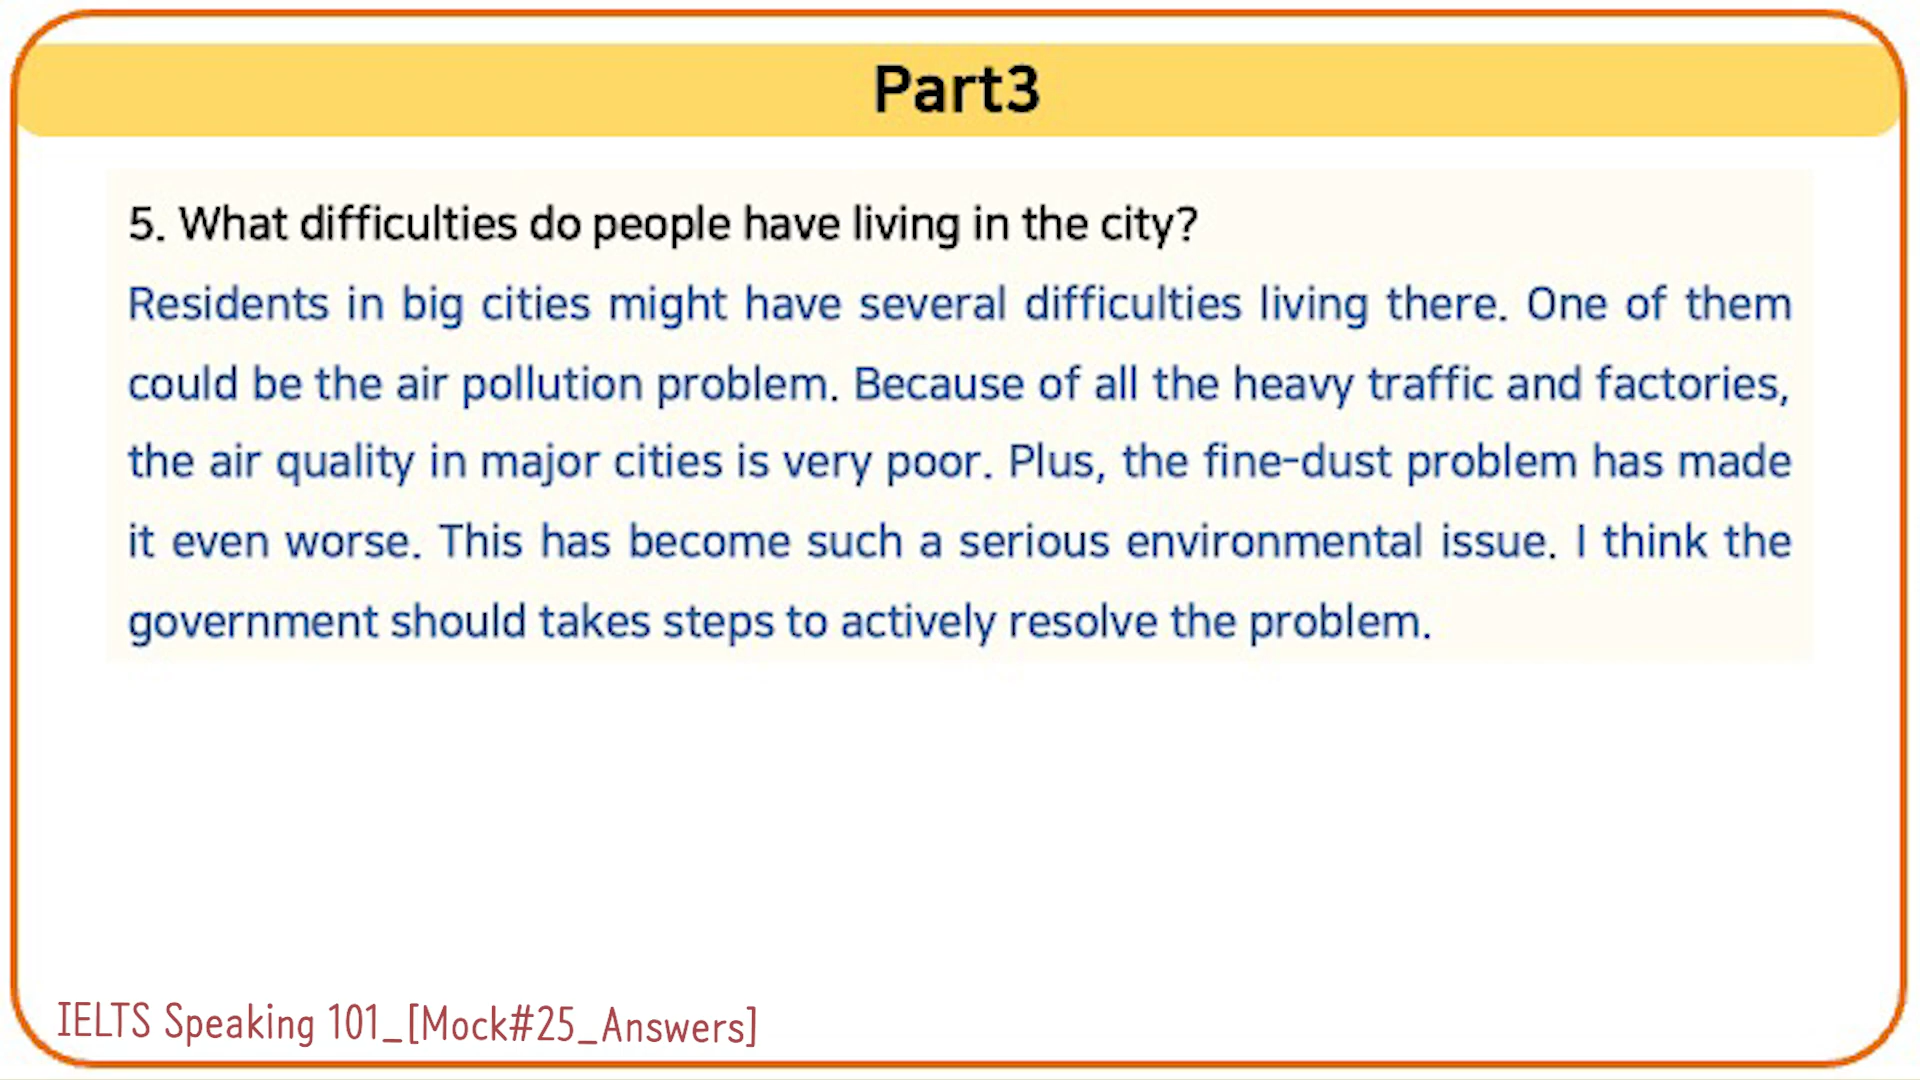 Part3
5. What difficulties do people have living in the city?
Residents in big cities might have several difficulties living there. One of them
could be the air pollution problem. Because of all the heavy traffic and factories,
the air quality in major cities is very poor. Plus, the fine-dust problem has made
it even worse. This has become such a serious environmental issue. I think the
government should takes steps to actively resolve the problem.
IELTS Speaking 101_[Mock#25_Answers]